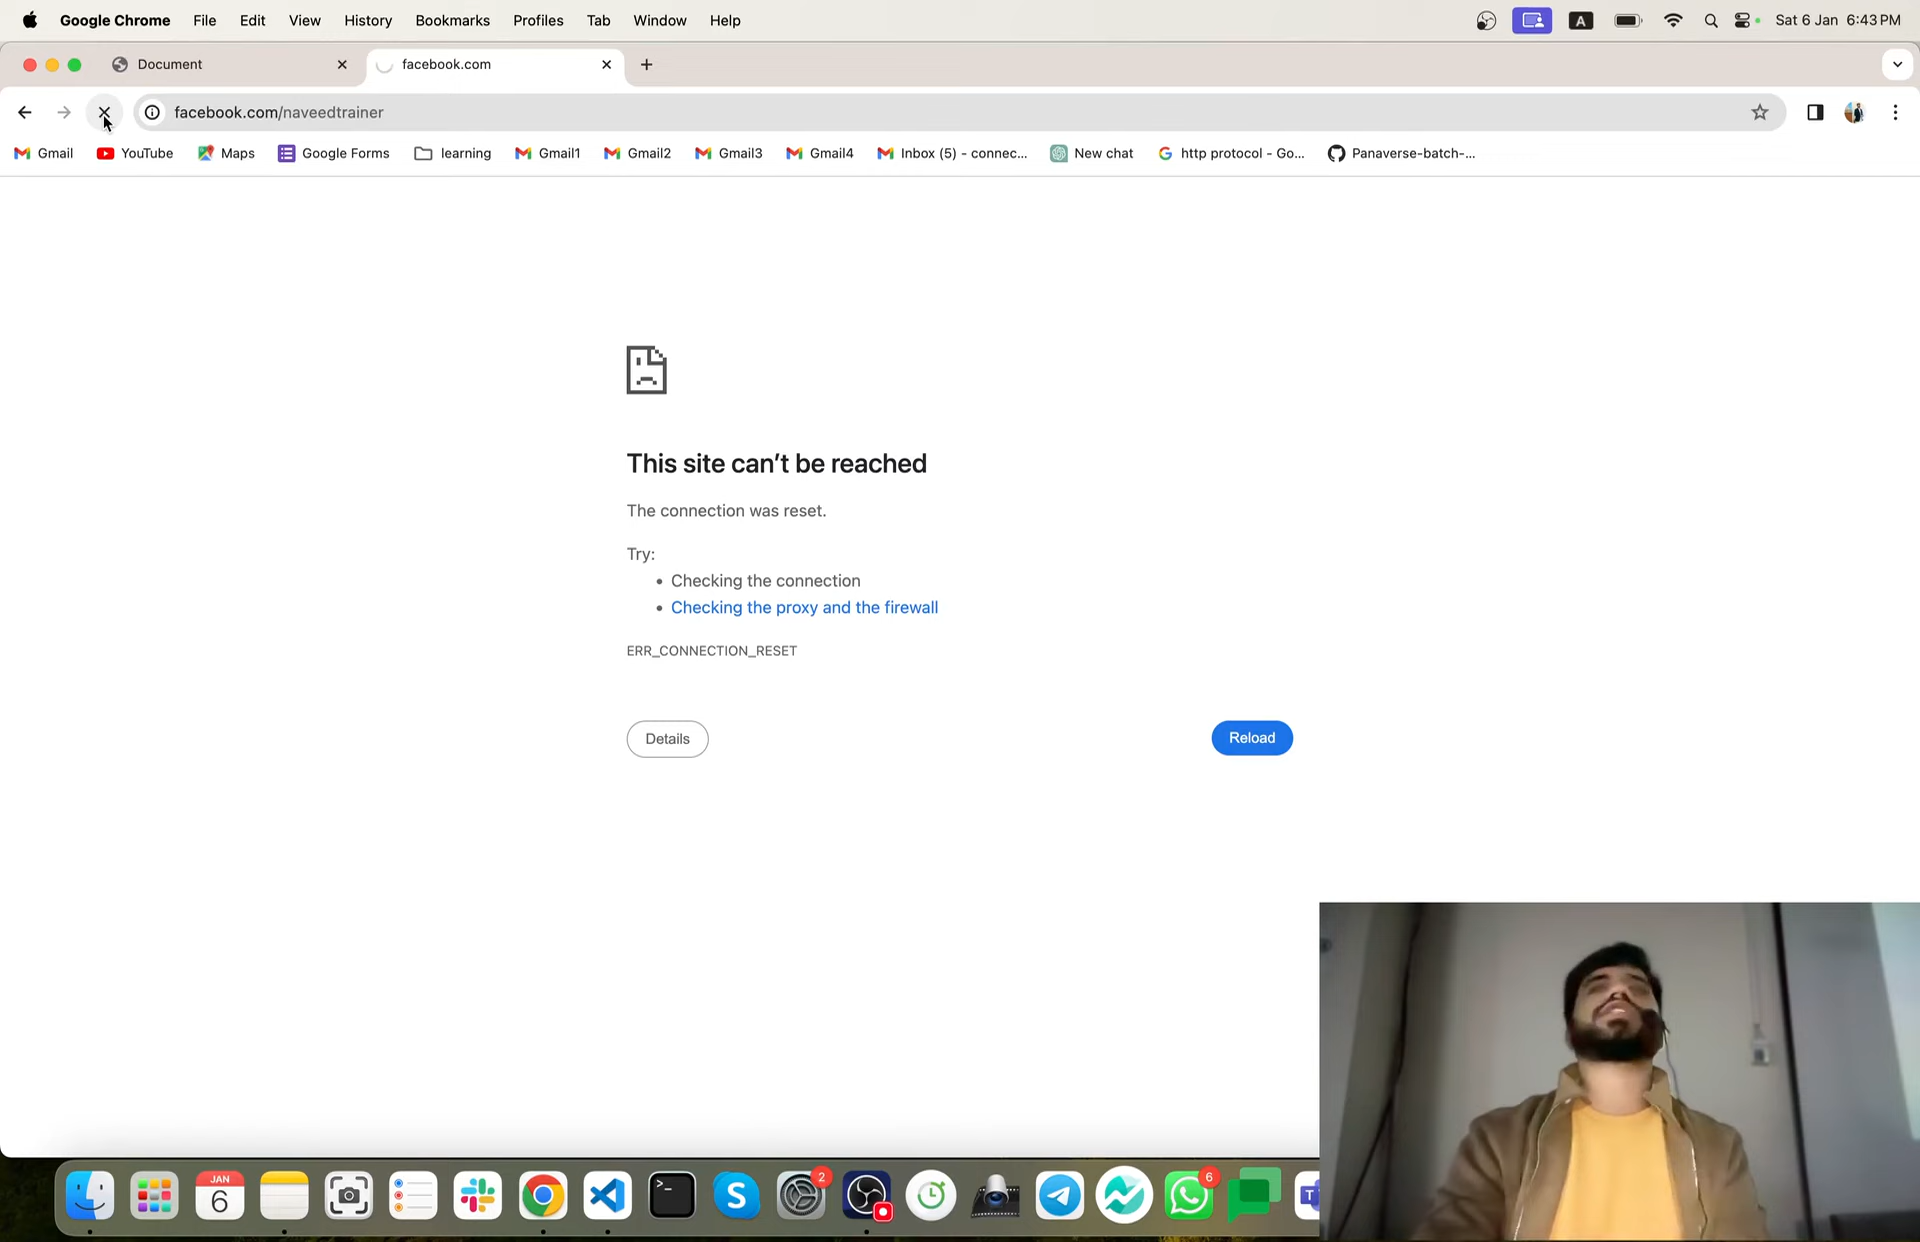 Google Chrome File Edit View History Bookmarks Profiles Tab Window Help A Sat 6 Jan 6:43 PM
Document facebook.com
facebook.com/naveedtrainer
Gmail YouTube Maps Google Forms learning Gmail1 Gmail2 Gmail3 Gmail4 Inbox (5) - connec... New chat http protocol - Go... Panaverse-batch-...
This site can't be reached
The connection was reset.
Try:
• Checking the connection
• Checking the proxy and the firewall
ERR_CONNECTION_RESET
Details Reload
JAN 2 6
6 S T